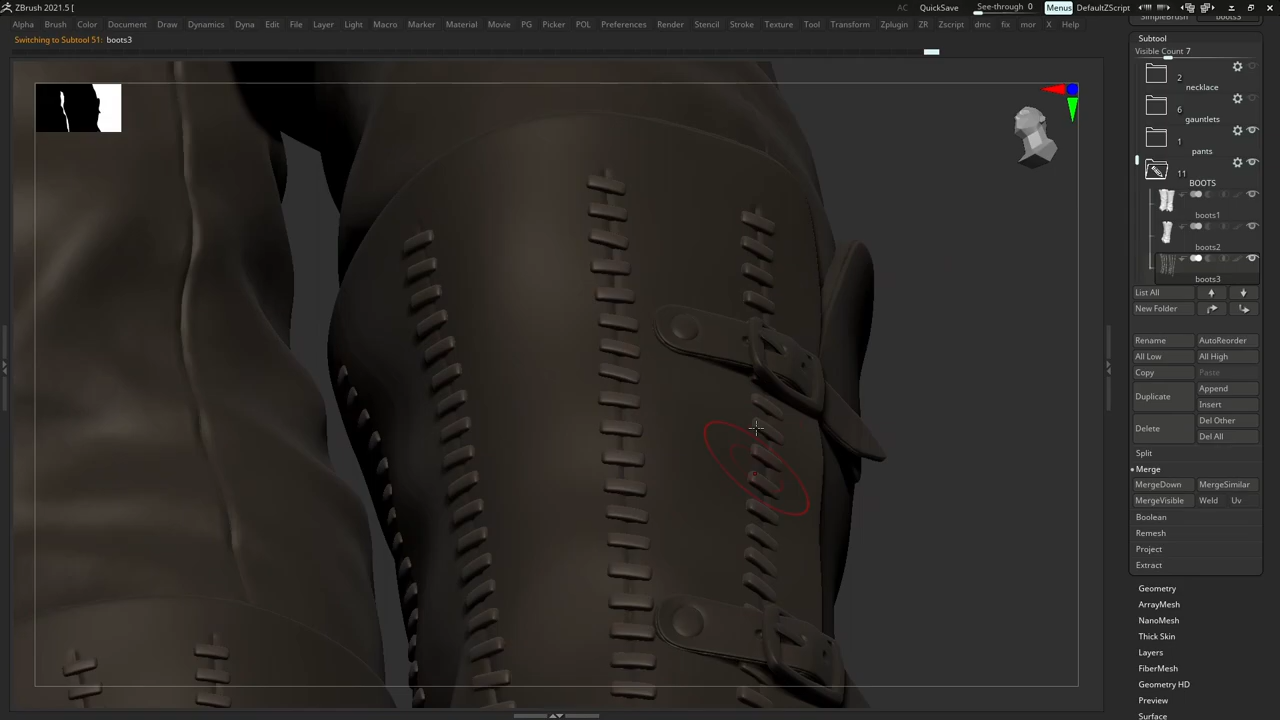 ZBrush 2021.5 [
AC QuickSave See-through 0 Menus DefaultZScript
Alpha Brush Color Document Draw Dynamics Dynamy Edit File Layer Light Macro Marker Material Movie PG Picker POL Preferences Render Stencil Stroke Texture Tool Transform Zplugin ZR Zscript dmc fix mor X Help
Switching to Subtool 51: boots3
SimpleBrush boots3
Subtool
Visible Count 7
2
necklace
6
gauntlets
1
pants
11
BOOTS
boots1
boots2
boots3
List All
New Folder
Rename AutoReorder
All Low All High
Copy Paste
Duplicate Append
Insert
Delete Del Other
Del All
Split
Merge
MergeDown MergeSimilar
MergeVisible Weld Uv
Boolean
Remesh
Project
Extract
Geometry
ArrayMesh
NanoMesh
Thick Skin
Layers
FiberMesh
Geometry HD
Preview
Surface